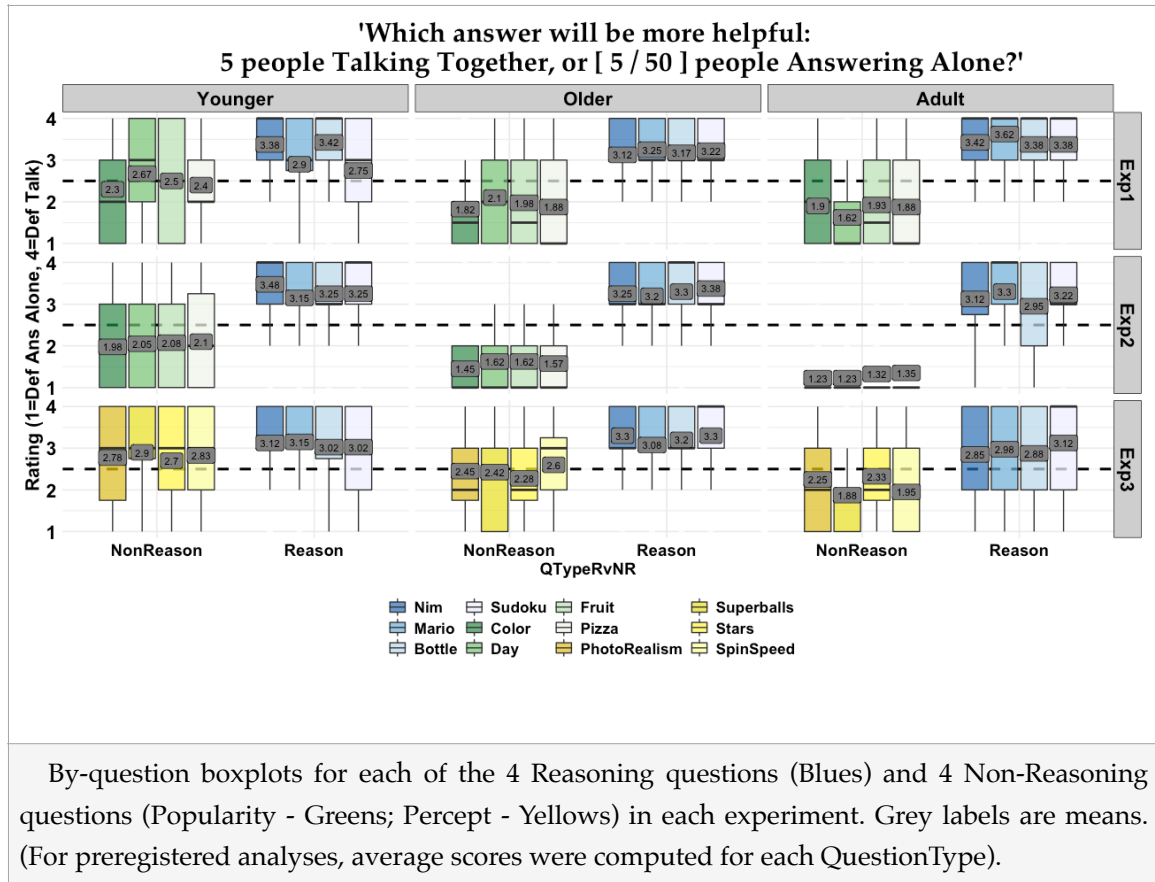 'Which answer will be more helpful:
5 people Talking Together, or [ 5 / 50 ] people Answering Alone?'
Younger Older Adult
Rating (1=Def Ans Alone, 4=Def Talk)
4
3
2
1
2.3 2.67 2.5 2.4 3.38 2.9 3.42 2.75
1.82 2.1 1.98 1.88 3.12 3.25 3.17 3.22
1.9 1.62 1.93 1.88 3.42 3.62 3.38 3.38
Exp1
4
3
2
1
1.98 2.05 2.08 2.1 3.48 3.15 3.25 3.25
1.45 1.62 1.62 1.57 3.25 3.2 3.3 3.38
1.23 1.23 1.32 1.35 3.12 3.3 2.95 3.22
Exp2
4
3
2
1
2.78 2.9 2.7 2.83 3.12 3.15 3.02 3.02
2.45 2.42 2.28 2.6 3.3 3.08 3.2 3.3
2.25 1.88 2.33 1.95 2.85 2.98 2.88 3.12
Exp3
NonReason Reason NonReason Reason NonReason Reason
QTypeRvNR
Nim Sudoku Fruit Superballs
Mario Color Pizza Stars
Bottle Day PhotoRealism SpinSpeed
By-question boxplots for each of the 4 Reasoning questions (Blues) and 4 Non-Reasoning
questions (Popularity - Greens; Percept - Yellows) in each experiment. Grey labels are means.
(For preregistered analyses, average scores were computed for each QuestionType).